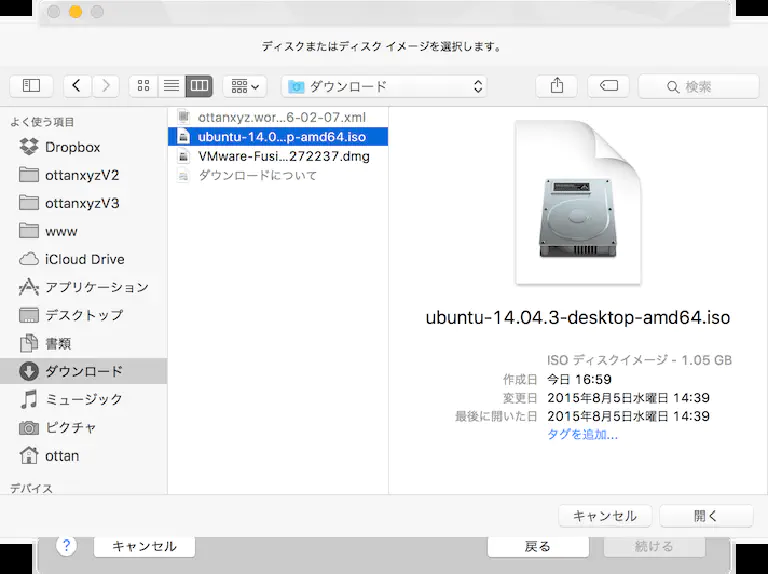 ディスクまたはディスク イメージを選択します。
ダウンロード
検索
よく使う項目
Dropbox
ottanxyzV2
ottanxyzV3
www
iCloud Drive
アプリケーション
デスクトップ
書類
ダウンロード
ミュージック
ピクチャ
ottan
デバイス
ottanxyz.wor...6-02-07.xml
ubuntu-14.0...p-amd64.iso
VMware-Fusi...272237.dmg
ダウンロードについて
ubuntu-14.04.3-desktop-amd64.iso
ISO ディスクイメージ - 1.05 GB
作成日 今日 16:59
変更日 2015年8月5日水曜日 14:39
最後に開いた日 2015年8月5日水曜日 14:39
タグを追加...
キャンセル 開く
? キャンセル 戻る 続ける